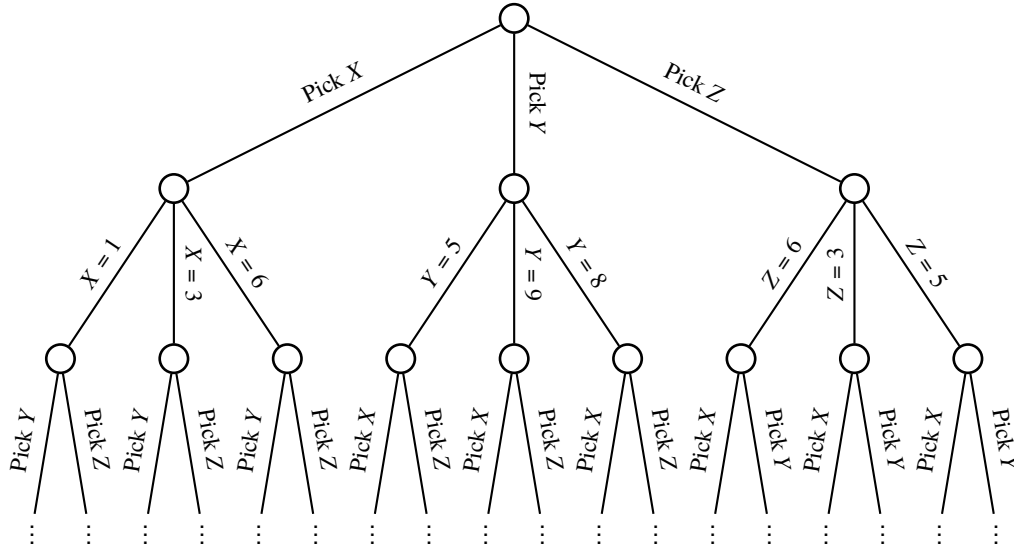 Pick X
Pick Y
Pick Z
X = 1
X = 3
X = 6
Y = 5
Y = 9
Y = 8
Z = 6
Z = 3
Z = 5
Pick Y
Pick Z
Pick Y
Pick Z
Pick Y
Pick Z
Pick X
Pick Z
Pick X
Pick Z
Pick X
Pick Z
Pick X
Pick Y
Pick X
Pick Y
Pick X
Pick Y
⋮ ⋮ ⋮ ⋮ ⋮ ⋮ ⋮ ⋮ ⋮ ⋮ ⋮ ⋮ ⋮ ⋮ ⋮ ⋮ ⋮ ⋮